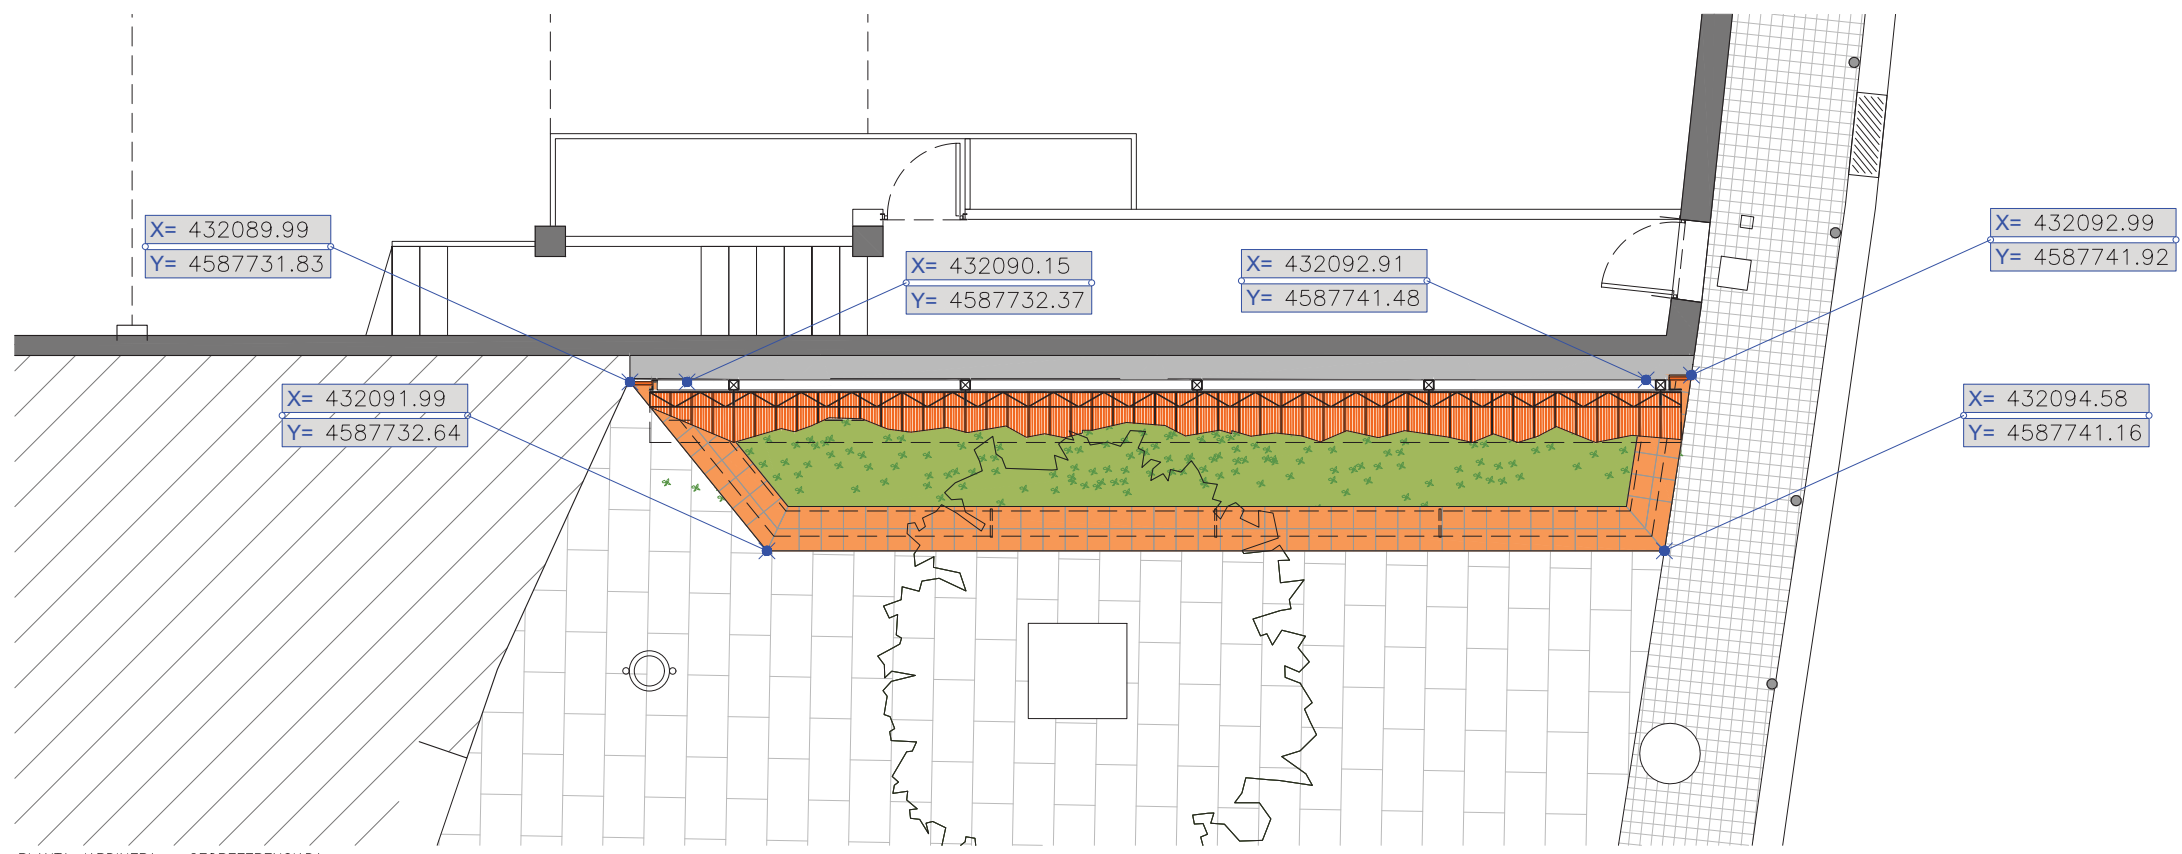 X= 432089.99
Y= 4587731.83
X= 432090.15
Y= 4587732.37
X= 432092.91
Y= 4587741.48
X= 432092.99
Y= 4587741.92
X= 432091.99
Y= 4587732.64
X= 432094.58
Y= 4587741.16